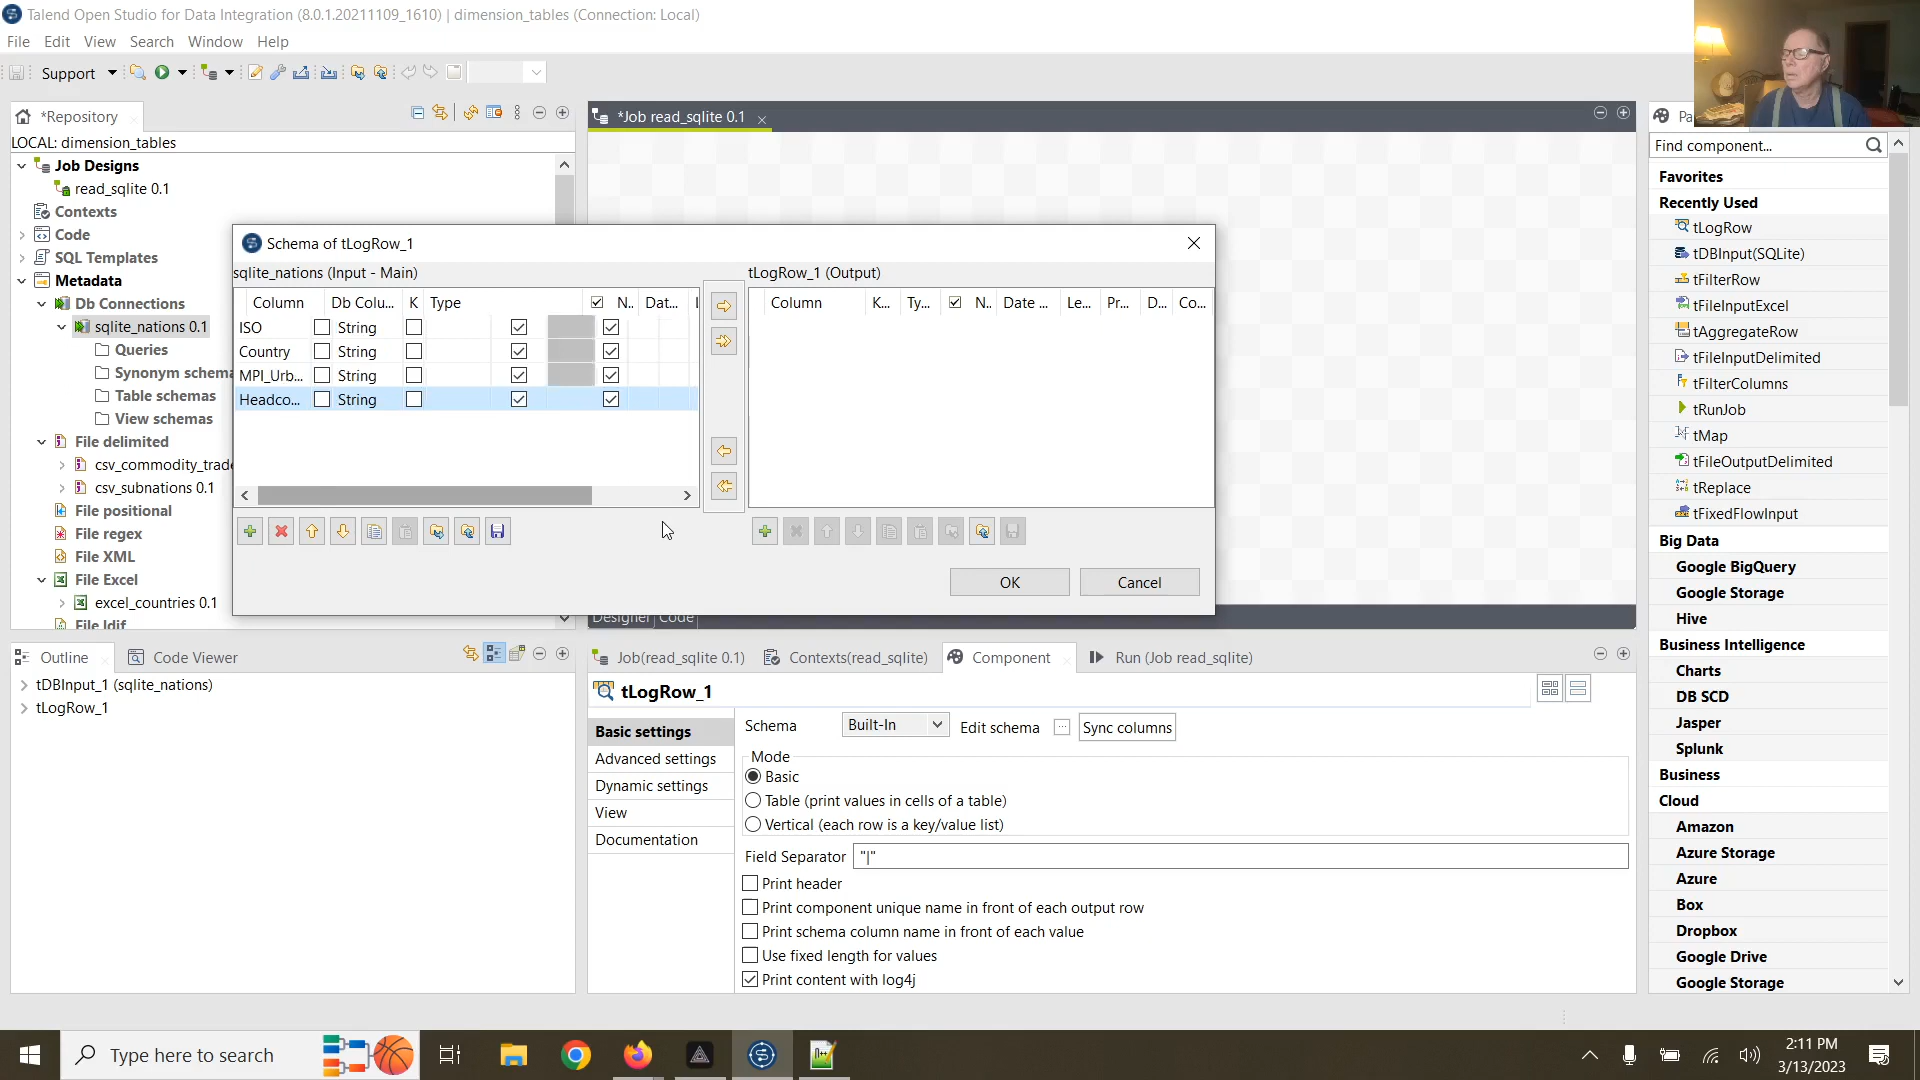 Talend Open Studio for Data Integration (8.0.1.20211109_1610) | dimension_tables (Connection: Local)
File Edit View Search Window Help
Support
*Repository
LOCAL: dimension_tables
Job Designs
read_sqlite 0.1
Contexts
Code
SQL Templates
Metadata
Db Connections
sqlite_nations 0.1
Queries
Synonym schema
Table schemas
View schemas
File delimited
csv_commodity_trade
csv_subnations 0.1
File positional
File regex
File XML
File Excel
excel_countries 0.1
File ldif
*Job read_sqlite 0.1
Designer Code
Schema of tLogRow_1
sqlite_nations (Input - Main)
Column Db Colu... K Type N.. Dat...
ISO String
Country String
MPI_Urb... String
Headco... String
tLogRow_1 (Output)
Column K... Ty... N.. Date ... Le... Pr... D... Co...
OK Cancel
Outline Code Viewer
tDBInput_1 (sqlite_nations)
tLogRow_1
Job(read_sqlite 0.1) Contexts(read_sqlite) Component Run (Job read_sqlite)
tLogRow_1
Basic settings
Advanced settings
Dynamic settings
View
Documentation
Schema Built-In Edit schema ... Sync columns
Mode
Basic
Table (print values in cells of a table)
Vertical (each row is a key/value list)
Field Separator "|"
Print header
Print component unique name in front of each output row
Print schema column name in front of each value
Use fixed length for values
Print content with log4j
Pa
Find component...
Favorites
Recently Used
tLogRow
tDBInput(SQLite)
tFilterRow
tFileInputExcel
tAggregateRow
tFileInputDelimited
tFilterColumns
tRunJob
tMap
tFileOutputDelimited
tReplace
tFixedFlowInput
Big Data
Google BigQuery
Google Storage
Hive
Business Intelligence
Charts
DB SCD
Jasper
Splunk
Business
Cloud
Amazon
Azure Storage
Azure
Box
Dropbox
Google Drive
Google Storage
Type here to search
2:11 PM
3/13/2023